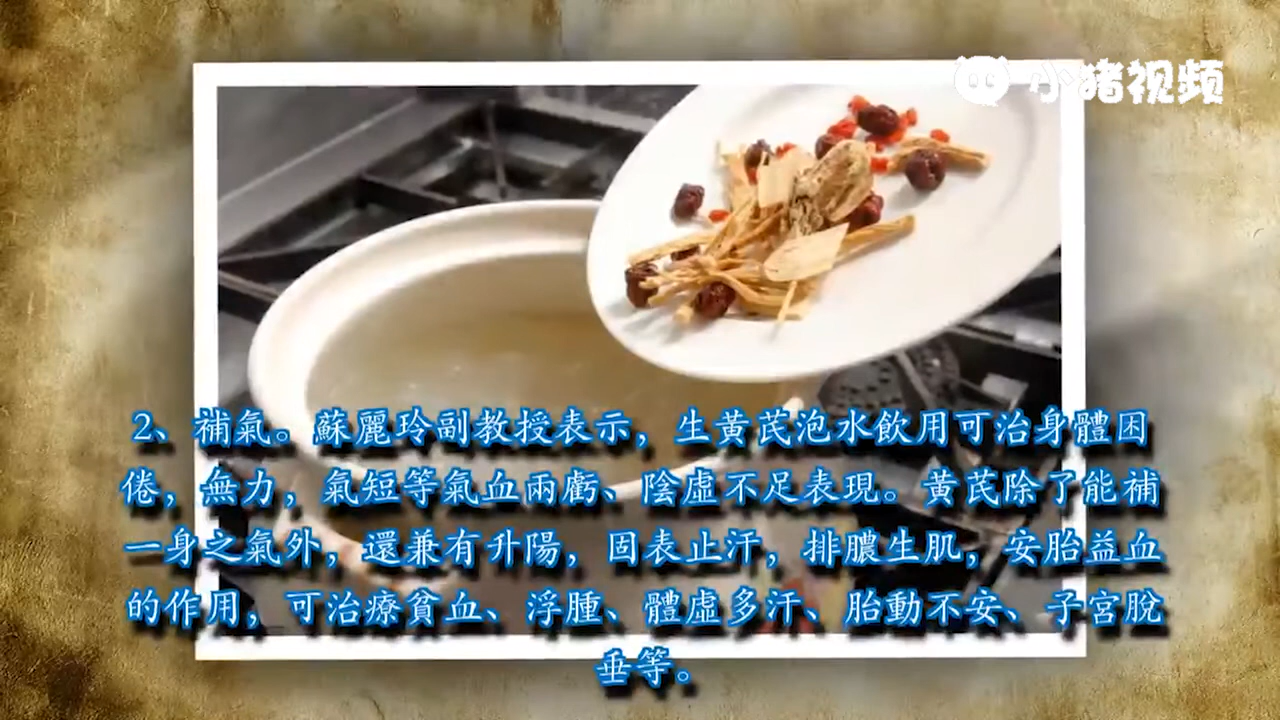 小猪视频
2、補氣。蘇麗玲副教授表示，生黃芪泡水飲用可治身體困
倦，無力，氣短等氣血兩虧、陰虛不足表現。黃芪除了能補
一身之氣外，還兼有升陽，固表止汗，排膿生肌，安胎益血
的作用，可治療貧血、浮腫、體虛多汗、胎動不安、子宮脫
垂等。